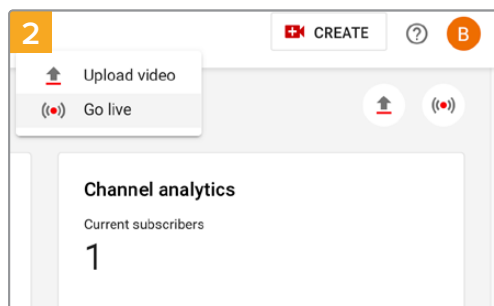 2
CREATE
B
Upload video
Go live
Channel analytics
Current subscribers
1